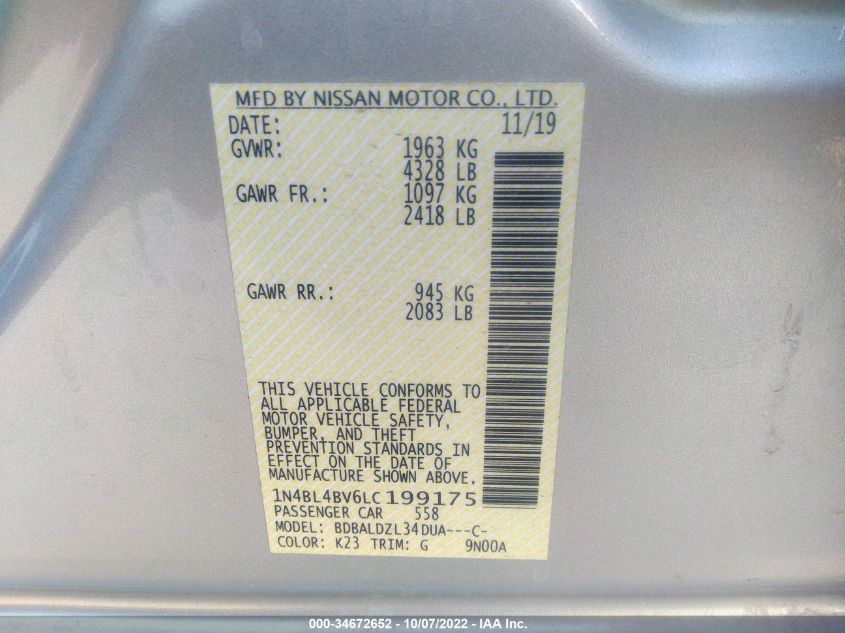 MFD BY NISSAN MOTOR CO., LTD.
DATE: 11/19
GVWR: 1963 KG
4328 LB
GAWR FR.: 1097 KG
2418 LB
GAWR RR.: 945 KG
2083 LB
THIS VEHICLE CONFORMS TO
ALL APPLICABLE FEDERAL
MOTOR VEHICLE SAFETY,
BUMPER, AND THEFT
PREVENTION STANDARDS IN
EFFECT ON THE DATE OF
MANUFACTURE SHOWN ABOVE.
1N4BL4BV6LC199175
PASSENGER CAR 558
MODEL: BDBALDZL34DUA---C-
COLOR: K23 TRIM: G 9N00A
000-34672652 - 10/07/2022 - IAA Inc.